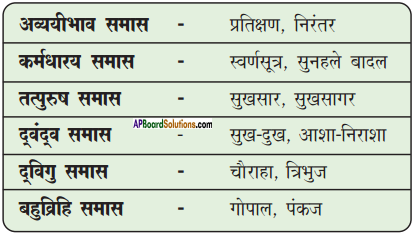 अव्ययीभाव समास - प्रतिक्षण, निरंतर
कर्मधारय समास - स्वर्णसूत्र, सुनहले बादल
तत्पुरुष समास - सुखसार, सुखसागर
APBoardSolutions.com
द्वंद्व समास - सुख-दुख, आशा-निराशा
द्विगु समास - चौराहा, त्रिभुज
बहुब्रिहि समास - गोपाल, पंकज